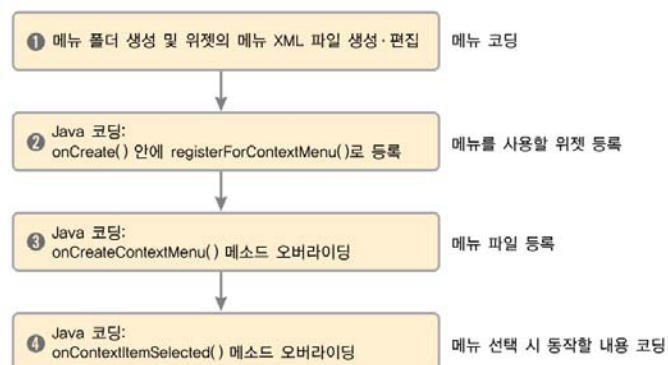 ❶ 메뉴 폴더 생성 및 위젯의 메뉴 XML 파일 생성·편집
메뉴 코딩
❷ Java 코딩:
onCreate( ) 안에 registerForContextMenu( )로 등록
메뉴를 사용할 위젯 등록
❸ Java 코딩:
onCreateContextMenu( ) 메소드 오버라이딩
메뉴 파일 등록
❹ Java 코딩:
onContextItemSelected( ) 메소드 오버라이딩
메뉴 선택 시 동작할 내용 코딩